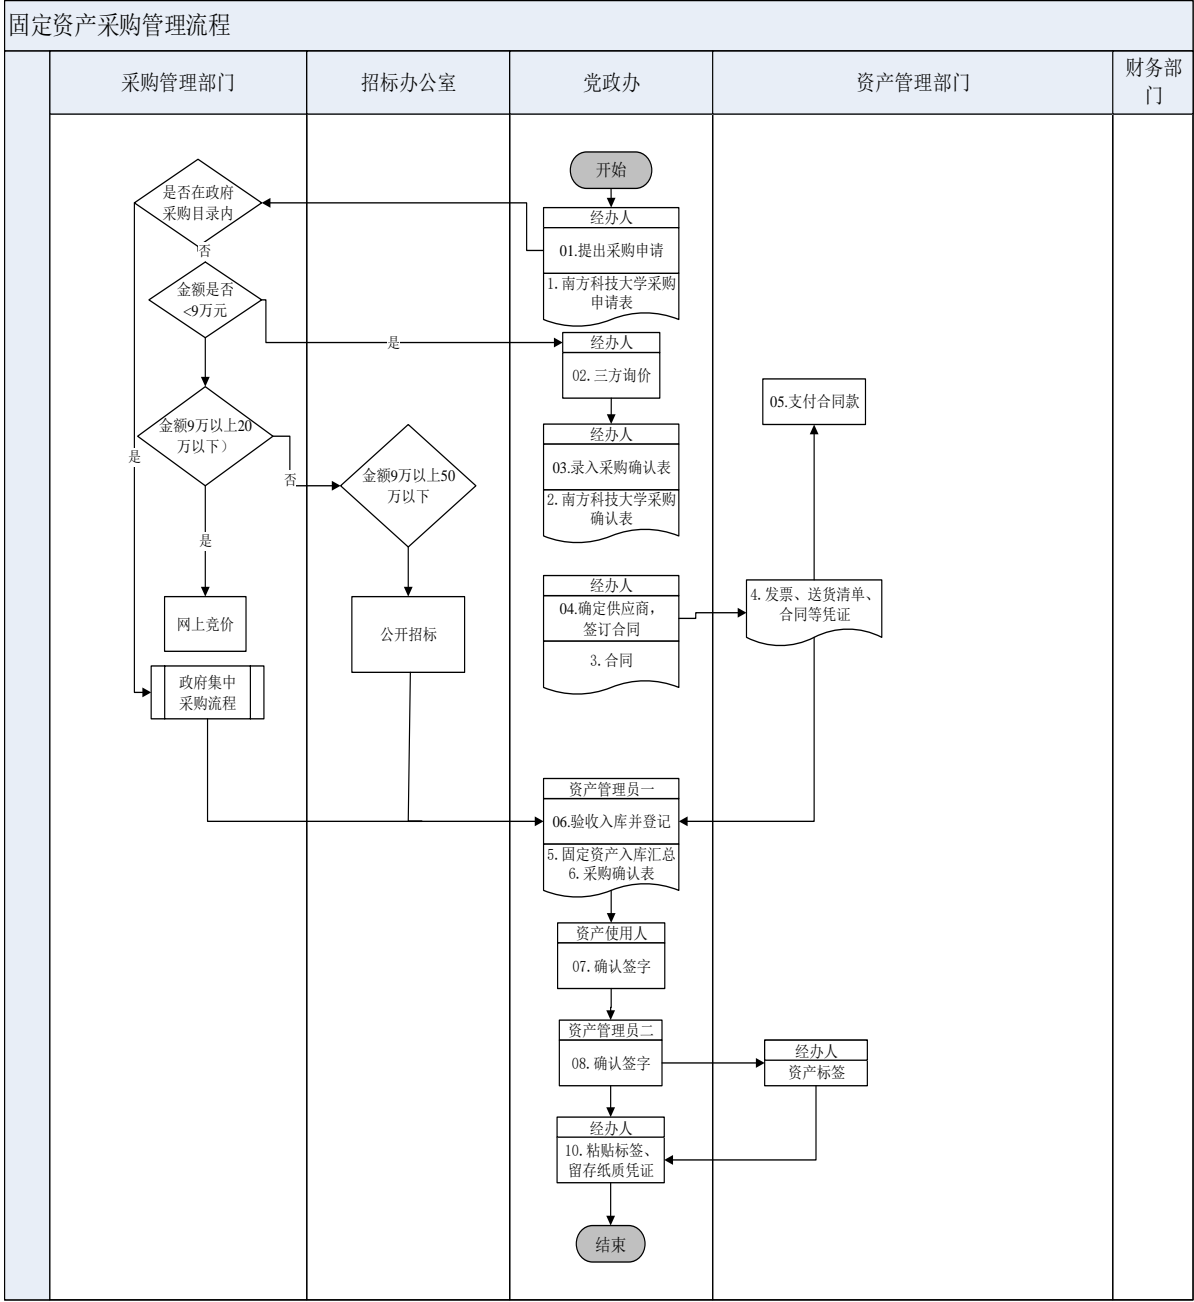 固定资产采购管理流程
采购管理部门
招标办公室
党政办
资产管理部门
财务部
门
开始
是否在政府
采购目录内
经办人
01.提出采购申请
1.南方科技大学采购
申请表
否
金额是否
<9万元
是
经办人
02.三方询价
05.支付合同款
金额9万以上20
万以下）
是
否
金额9万以上50
万以下
经办人
03.录入采购确认表
2.南方科技大学采购
确认表
是
网上竞价
公开招标
经办人
04.确定供应商，
签订合同
3.合同
4.发票、送货清单、
合同等凭证
政府集中
采购流程
资产管理员一
06.验收入库并登记
5.固定资产入库汇总
6.采购确认表
资产使用人
07.确认签字
资产管理员二
08.确认签字
经办人
资产标签
经办人
10.粘贴标签、
留存纸质凭证
结束